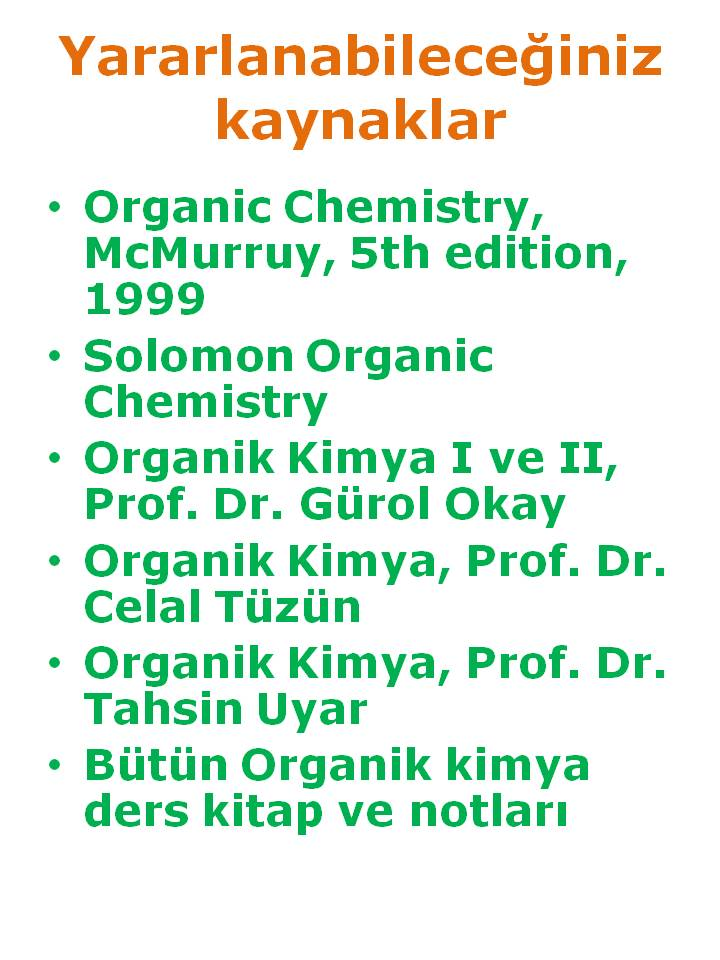 Yararlanabileceğiniz
kaynaklar
• Organic Chemistry,
McMurruy, 5th edition,
1999
• Solomon Organic
Chemistry
• Organik Kimya I ve II,
Prof. Dr. Gürol Okay
• Organik Kimya, Prof. Dr.
Celal Tüzün
• Organik Kimya, Prof. Dr.
Tahsin Uyar
• Bütün Organik kimya
ders kitap ve notları